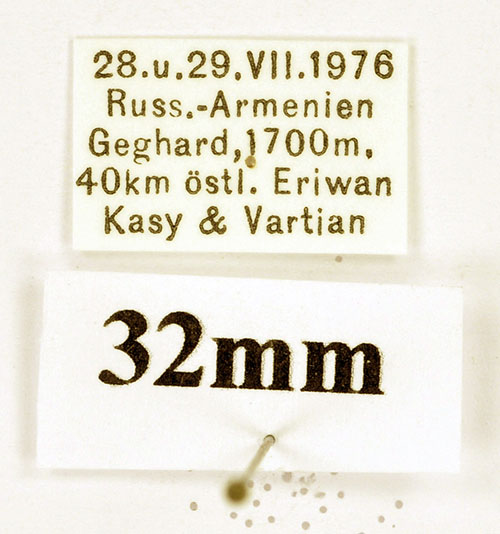 28.u.29.VII.1976
Russ.-Armenien
Geghard, 1700m,
40km östl. Eriwan
Kasy & Vartian
32mm